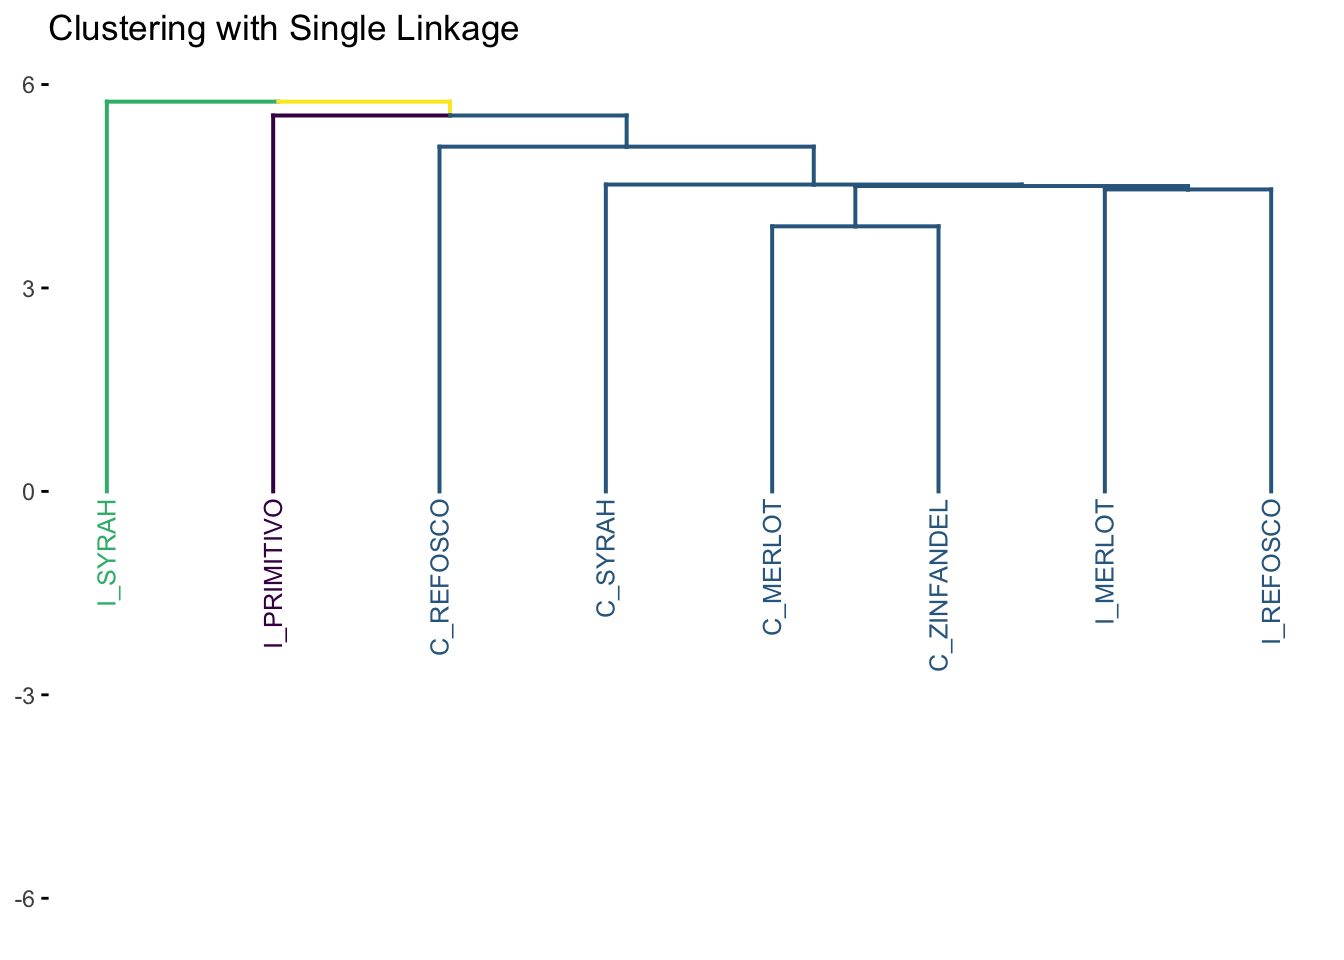 Clustering with Single Linkage
6
3
0
-3
-6
I_SYRAH
I_PRIMITIVO
C_REFOSCO
C_SYRAH
C_MERLOT
C_ZINFANDEL
I_MERLOT
I_REFOSCO